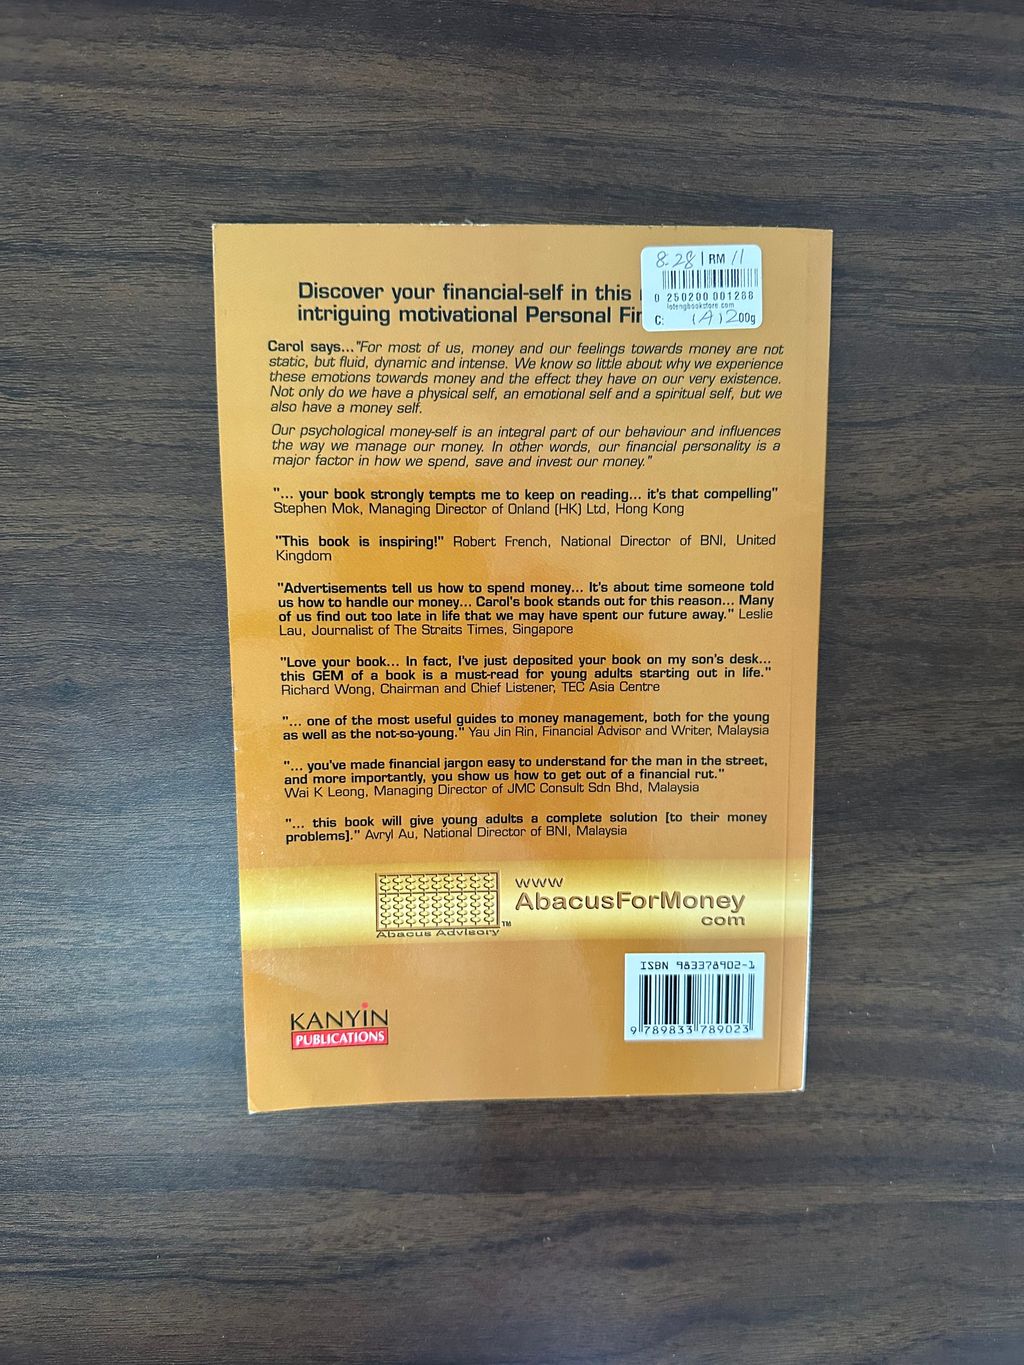 8.28 | RM 11
0 250200 001288
lotengbookstore.com
C: 200g
Discover your financial-self in this
intriguing motivational Personal
Carol says..."For most of us, money and our feelings towards money are not
static, but fluid, dynamic and intense. We know so little about why we experience
these emotions towards money and the effect they have on our very existence.
Not only do we have a physical self, an emotional self and a spiritual self, but we
also have a money self.
Our psychological money-self is an integral part of our behaviour and influences
the way we manage our money. In other words, our financial personality is a
major factor in how we spend, save and invest our money."
"... your book strongly tempts me to keep on reading... it's that compelling"
Stephen Mok, Managing Director of Onland (HK) Ltd, Hong Kong
"This book is inspiring!" Robert French, National Director of BNI, United
Kingdom
"Advertisements tell us how to spend money... It's about time someone told
us how to handle our money... Carol's book stands out for this reason... Many
of us find out too late in life that we may have spent our future away." Leslie
Lau, Journalist of The Straits Times, Singapore
"Love your book... In fact, I've just deposited your book on my son's desk...
this GEM of a book is a must-read for young adults starting out in life."
Richard Wong, Chairman and Chief Listener, TEC Asia Centre
"... one of the most useful guides to money management, both for the young
as well as the not-so-young." Yau Jin Rin, Financial Advisor and Writer, Malaysia
"... you've made financial jargon easy to understand for the man in the street,
and more importantly, you show us how to get out of a financial rut."
Wai K Leong, Managing Director of JMC Consult Sdn Bhd, Malaysia
"... this book will give young adults a complete solution [to their money
problems]." Avryl Au, National Director of BNI, Malaysia
www
AbacusForMoney
com
Abacus Advisory™
ISBN 983378902-1
9 789833 789023
KANYiN
PUBLICATIONS